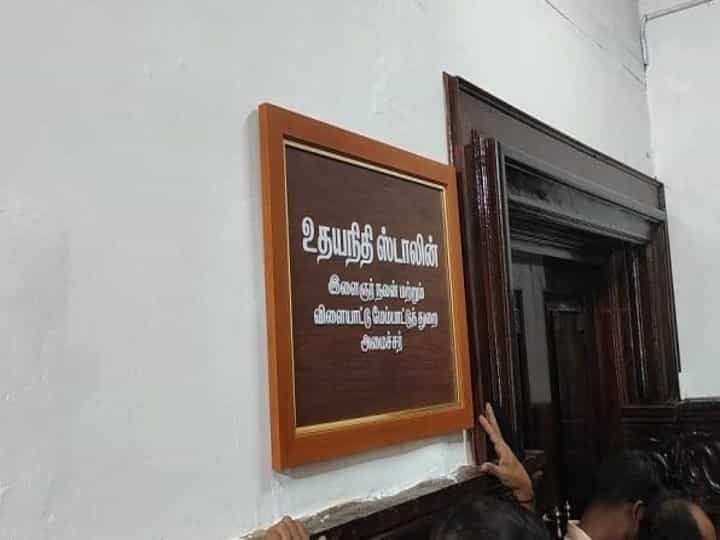 உதயநிதி ஸ்டாலின்
இளைஞர் நலன் மற்றும்
விளையாட்டு மேம்பாட்டுத் துறை
அமைச்சர்